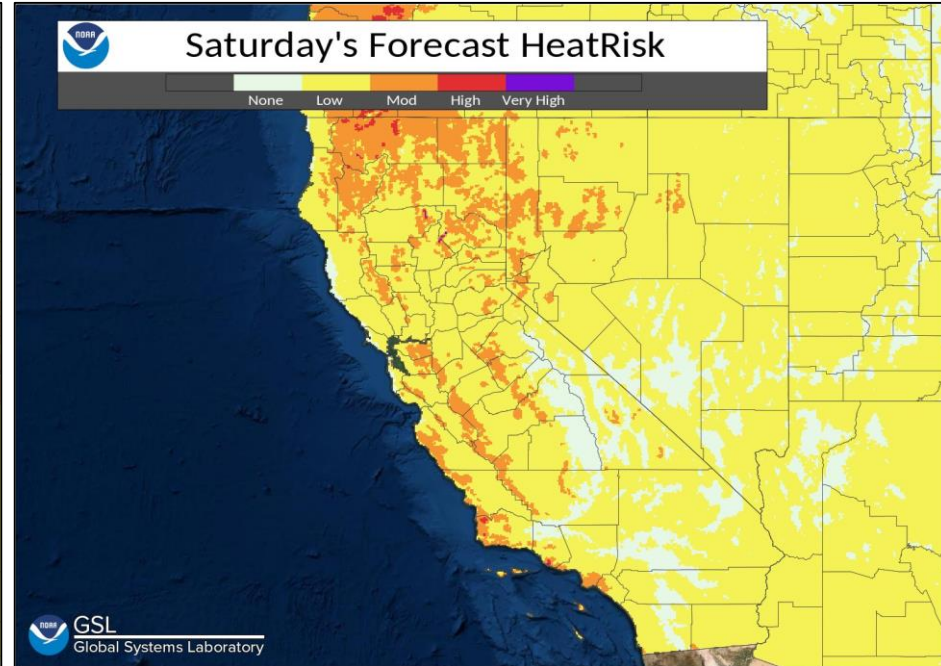 NOAA
Saturday's Forecast HeatRisk
None Low Mod High Very High
NOAA
GSL
Global Systems Laboratory